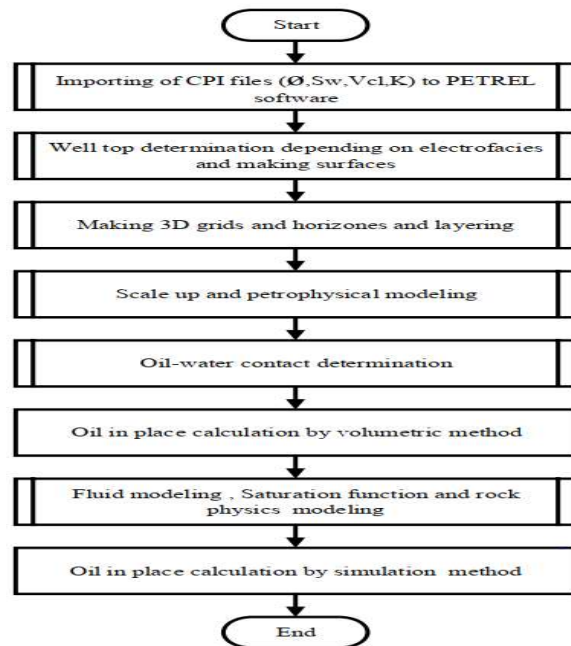 Start
Importing of CPI files (Ø,Sw,Vcl,K) to PETREL
software
Well top determination depending on electrofacies
and making surfaces
Making 3D grids and horizones and layering
Scale up and petrophysical modeling
Oil-water contact determination
Oil in place calculation by volumetric method
Fluid modeling , Saturation function and rock
physics modeling
Oil in place calculation by simulation method
End